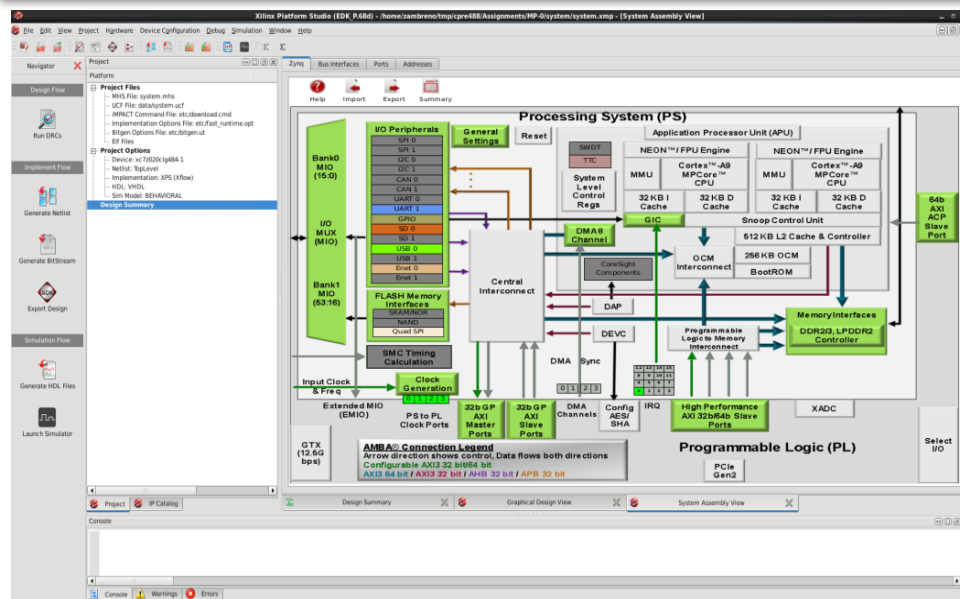 Xilinx Platform Studio (EDK_P.68d) - /home/zambreno/tmp/cpre488/Assignments/MP-0/system/system.xmp - [System Assembly View]
File Edit View Project Hardware Device Configuration Debug Simulation Window Help
Navigator
Design Flow
Run DRCs
Implement Flow
Generate Netlist
Generate BitStream
Export Design
Simulation Flow
Generate HDL Files
Launch Simulator
Project
Platform
Project Files
MHS File: system.mhs
UCF File: data/system.ucf
iMPACT Command File: etc/download.cmd
Implementation Options File: etc/fast_runtime.opt
Bitgen Options File: etc/bitgen.ut
Elf Files
Project Options
Device: xc7z020clg484-1
Netlist: TopLevel
Implementation: XPS (Xflow)
HDL: VHDL
Sim Model: BEHAVIORAL
Design Summary
Project IP Catalog
Zynq Bus Interfaces Ports Addresses
Help Import Export Summary
Processing System (PS)
Bank0
MIO
(15:0)
I/O
MUX
(MIO)
Bank1
MIO
(53:16)
I/O Peripherals
SPI 0
SPI 1
I2C 0
I2C 1
CAN 0
CAN 1
UART 0
UART 1
GPIO
SD 0
SD 1
USB 0
USB 1
Enet 0
Enet 1
FLASH Memory
Interfaces
SRAM/NOR
NAND
Quad SPI
SMC Timing
Calculation
General
Settings
Reset
SWDT
TTC
System
Level
Control
Regs
Application Processor Unit (APU)
NEON™/ FPU Engine
NEON™/ FPU Engine
MMU
Cortex™-A9
MPCore™
CPU
MMU
Cortex™-A9
MPCore™
CPU
32 KB I
Cache
32 KB D
Cache
32 KB I
Cache
32 KB D
Cache
GIC
Snoop Control Unit
DMA8
Channel
512 KB L2 Cache & Controller
OCM
Interconnect
256 KB OCM
BootROM
CoreSight
Components
Central
Interconnect
DAP
DEVC
Programmable
Logic to Memory
Interconnect
Memory Interfaces
DDR2/3, LPDDR2
Controller
64b
AXI
ACP
Slave
Port
Input Clock
& Freq
Clock
Generation
0 1 2 3
DMA Sync
0 1 2 3
Extended MIO
(EMIO)
PS to PL
Clock Ports
32b GP
AXI
Master
Ports
32b GP
AXI
Slave
Ports
DMA
Channels
Config
AES/
SHA
IRQ
High Performance
AXI 32b/64b Slave
Ports
XADC
GTX
(12.5G
bps)
AMBA® Connection Legend
Arrow direction shows control, Data flows both directions
Configurable AXI3 32 bit/64 bit
AXI3 64 bit / AXI3 32 bit / AHB 32 bit / APB 32 bit
Programmable Logic (PL)
PCIe
Gen2
Select
I/O
Design Summary Graphical Design View System Assembly View
Console
Console Warnings Errors